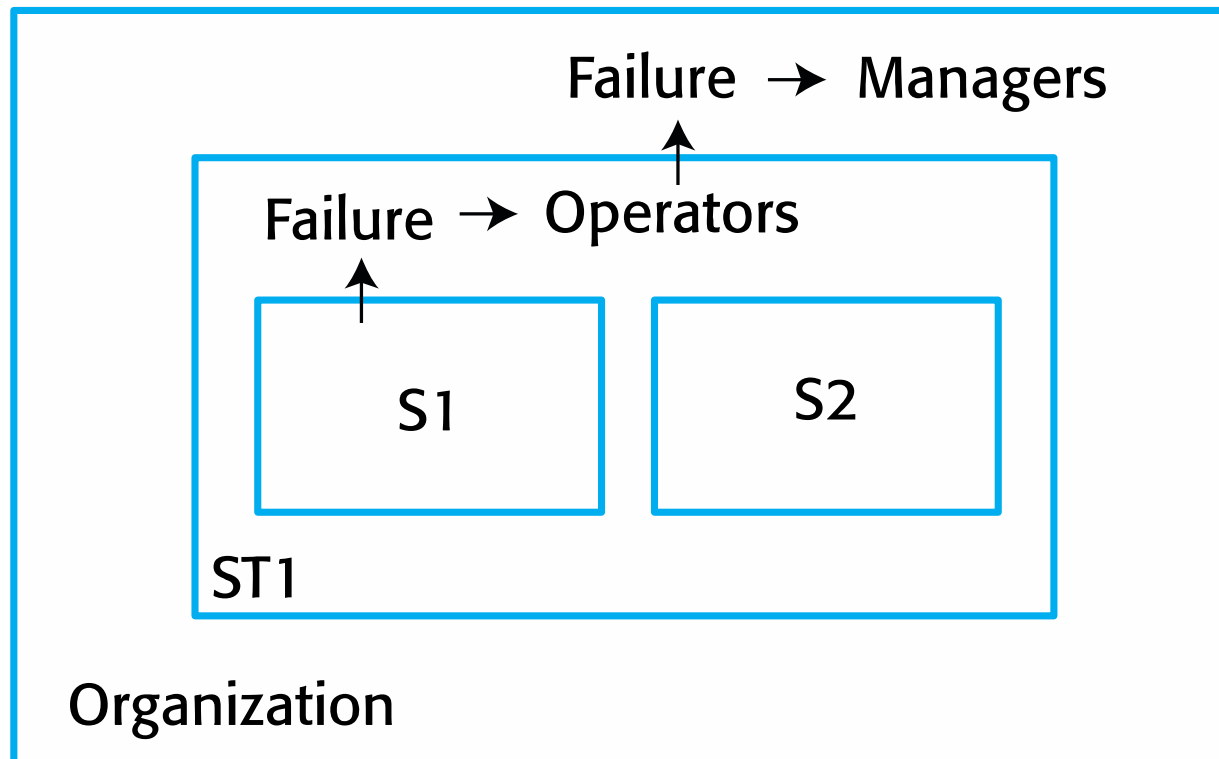 Failure → Managers
Failure → Operators
S1
S2
ST1
Organization